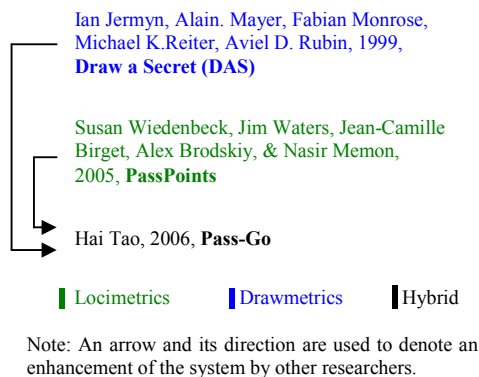 Ian Jermyn, Alain. Mayer, Fabian Monrose,
Michael K.Reiter, Aviel D. Rubin, 1999,
Draw a Secret (DAS)
Susan Wiedenbeck, Jim Waters, Jean-Camille
Birget, Alex Brodskiy, & Nasir Memon,
2005, PassPoints
Hai Tao, 2006, Pass-Go
Locimetrics Drawmetrics Hybrid
Note: An arrow and its direction are used to denote an
enhancement of the system by other researchers.